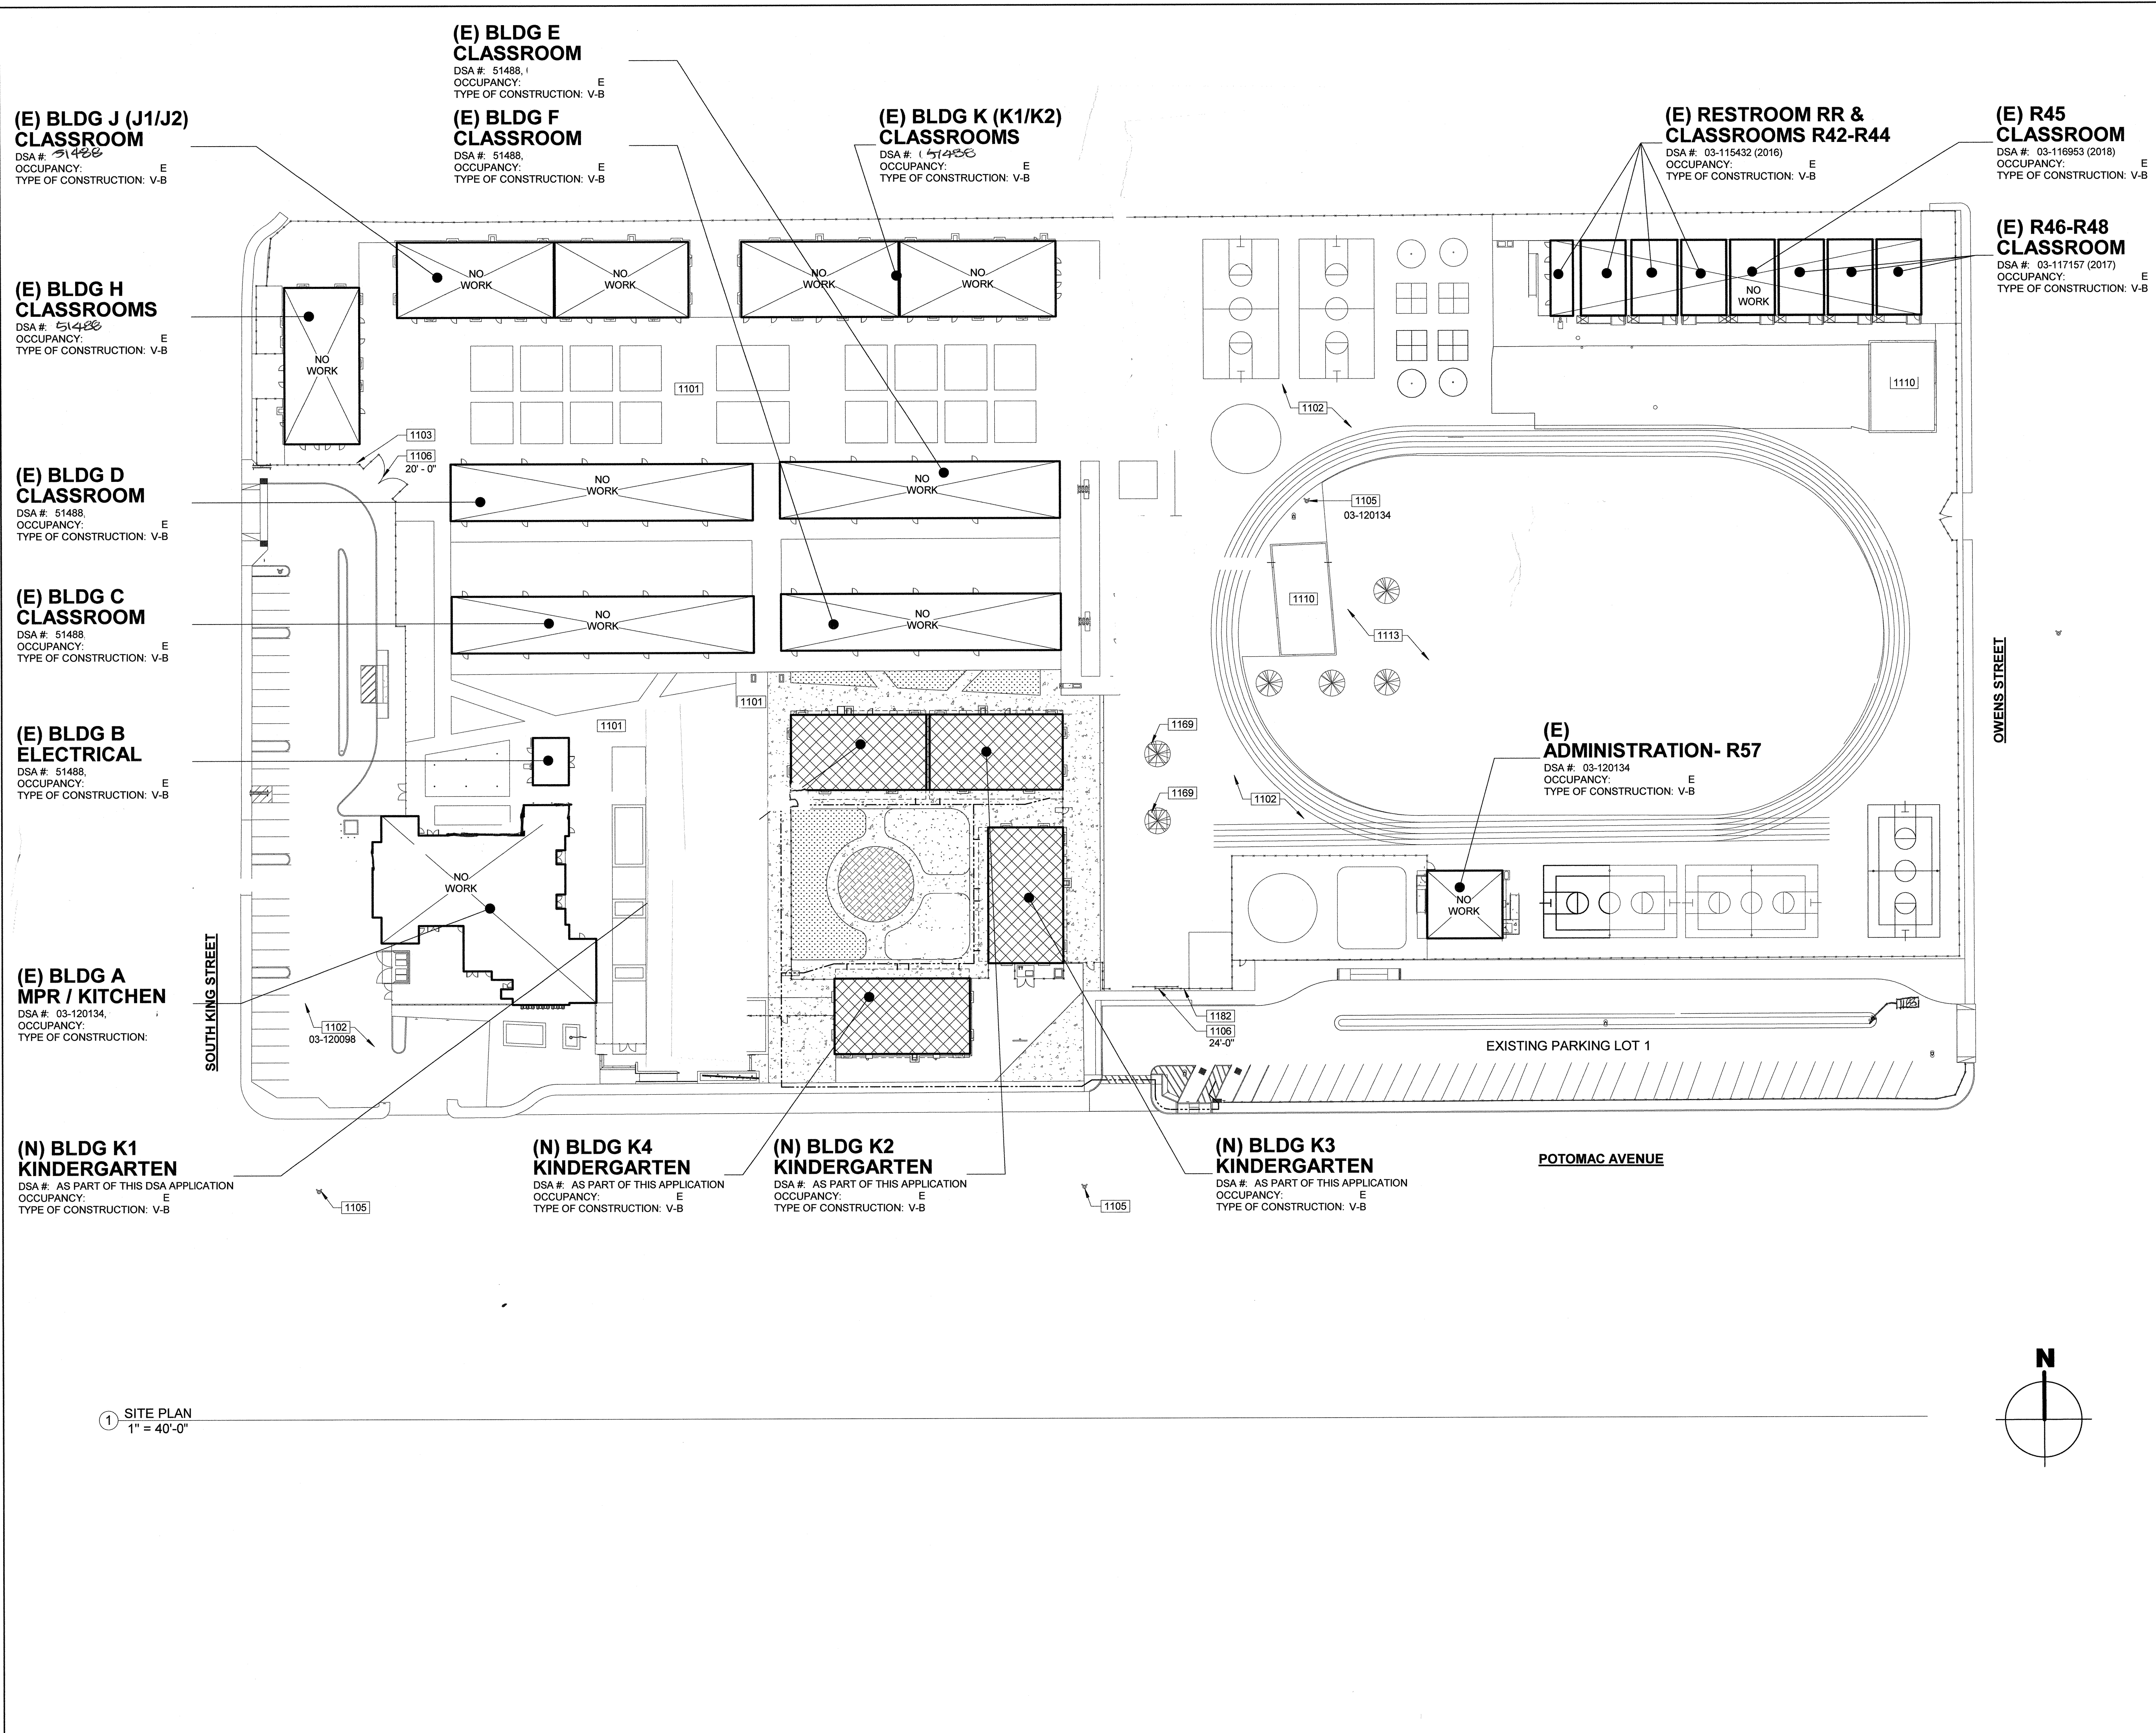 (E) BLDG E
CLASSROOM
DSA #: 51488,
OCCUPANCY: E
TYPE OF CONSTRUCTION: V-B
(E) BLDG J (J1/J2)
CLASSROOM
DSA #: 51488
OCCUPANCY: E
TYPE OF CONSTRUCTION: V-B
(E) BLDG F
CLASSROOM
DSA #: 51488,
OCCUPANCY: E
TYPE OF CONSTRUCTION: V-B
(E) BLDG K (K1/K2)
CLASSROOMS
DSA #: 51488
OCCUPANCY: E
TYPE OF CONSTRUCTION: V-B
(E) RESTROOM RR &
CLASSROOMS R42-R44
DSA #: 03-115432 (2016)
OCCUPANCY: E
TYPE OF CONSTRUCTION: V-B
(E) R45
CLASSROOM
DSA #: 03-116953 (2018)
OCCUPANCY: E
TYPE OF CONSTRUCTION: V-B
(E) R46-R48
CLASSROOM
DSA #: 03-117157 (2017)
OCCUPANCY: E
TYPE OF CONSTRUCTION: V-B
(E) BLDG H
CLASSROOMS
DSA #: 51488
OCCUPANCY: E
TYPE OF CONSTRUCTION: V-B
NO
WORK
NO
WORK
NO
WORK
NO
WORK
NO
WORK
NO
WORK
1101
1102
1110
1103
1106
20' - 0"
(E) BLDG D
CLASSROOM
DSA #: 51488,
OCCUPANCY: E
TYPE OF CONSTRUCTION: V-B
NO
WORK
NO
WORK
1105
03-120134
(E) BLDG C
CLASSROOM
DSA #: 51488,
OCCUPANCY: E
TYPE OF CONSTRUCTION: V-B
NO
WORK
NO
WORK
1110
1113
OWENS STREET
1101
1101
1169
(E) BLDG B
ELECTRICAL
DSA #: 51488,
OCCUPANCY: E
TYPE OF CONSTRUCTION: V-B
(E)
ADMINISTRATION- R57
DSA #: 03-120134
OCCUPANCY: E
TYPE OF CONSTRUCTION: V-B
1169
1102
NO
WORK
NO
WORK
(E) BLDG A
MPR / KITCHEN
DSA #: 03-120134,
OCCUPANCY:
TYPE OF CONSTRUCTION:
SOUTH KING STREET
1102
03-120098
1182
1106
24'-0"
1183
EXISTING PARKING LOT 1
(N) BLDG K1
KINDERGARTEN
DSA #: AS PART OF THIS DSA APPLICATION
OCCUPANCY: E
TYPE OF CONSTRUCTION: V-B
(N) BLDG K4
KINDERGARTEN
DSA #: AS PART OF THIS APPLICATION
OCCUPANCY: E
TYPE OF CONSTRUCTION: V-B
(N) BLDG K2
KINDERGARTEN
DSA #: AS PART OF THIS APPLICATION
OCCUPANCY: E
TYPE OF CONSTRUCTION: V-B
(N) BLDG K3
KINDERGARTEN
DSA #: AS PART OF THIS APPLICATION
OCCUPANCY: E
TYPE OF CONSTRUCTION: V-B
POTOMAC AVENUE
1105
1105
N
1 SITE PLAN
1" = 40'-0"